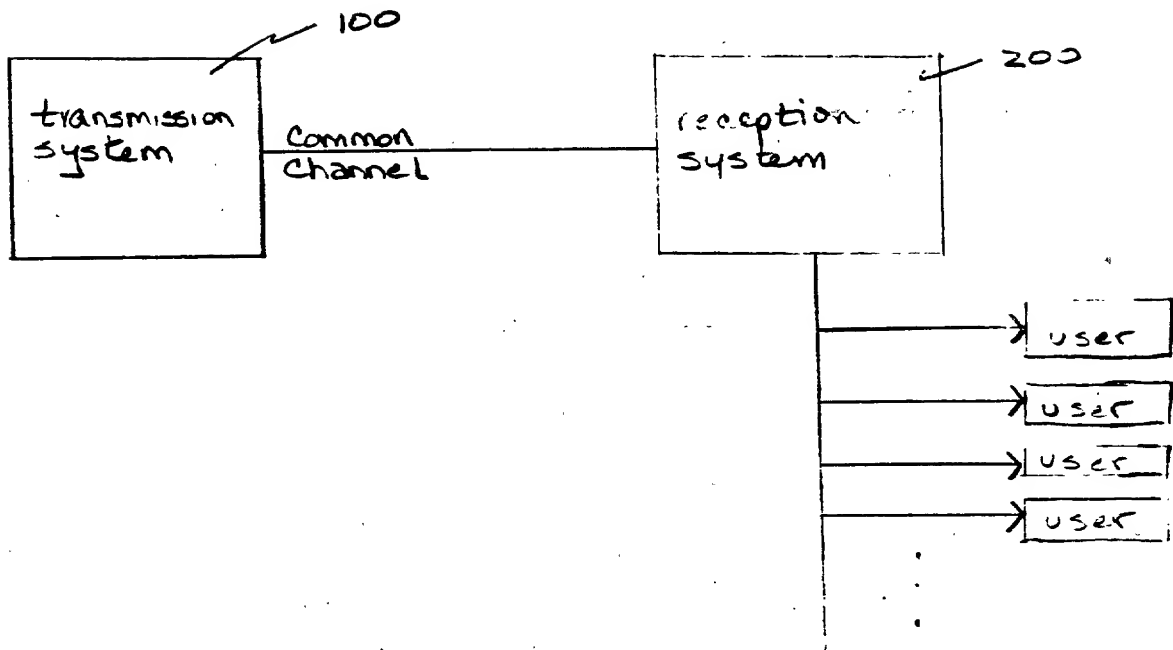 100
transmission
system
Common
Channel
200
reception
system
user
user
user
user